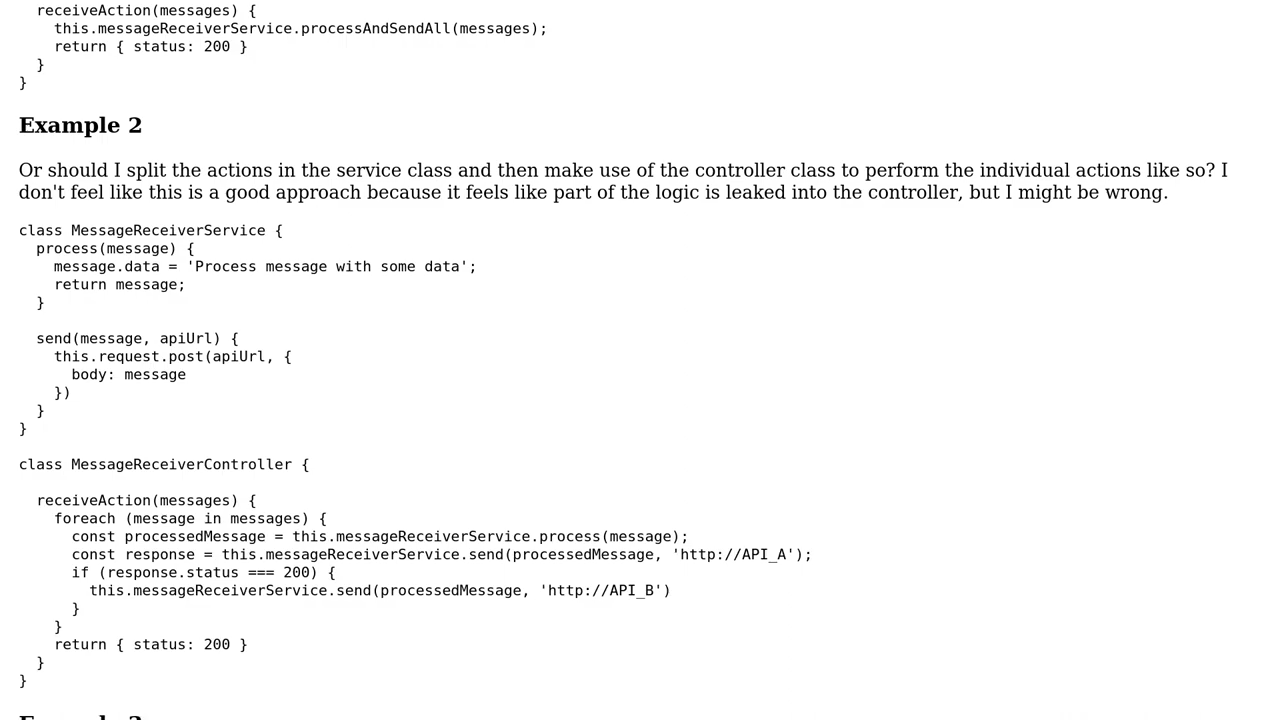 receiveAction(messages) {
    this.messageReceiverService.processAndSendAll(messages);
    return { status: 200 }
  }
}
Example 2
Or should I split the actions in the service class and then make use of the controller class to perform the individual actions like so? I
don't feel like this is a good approach because it feels like part of the logic is leaked into the controller, but I might be wrong.
class MessageReceiverService {
  process(message) {
    message.data = 'Process message with some data';
    return message;
  }

  send(message, apiUrl) {
    this.request.post(apiUrl, {
      body: message
    })
  }
}

class MessageReceiverController {

  receiveAction(messages) {
    foreach (message in messages) {
      const processedMessage = this.messageReceiverService.process(message);
      const response = this.messageReceiverService.send(processedMessage, 'http://API_A');
      if (response.status === 200) {
        this.messageReceiverService.send(processedMessage, 'http://API_B')
      }
    }
    return { status: 200 }
  }
}